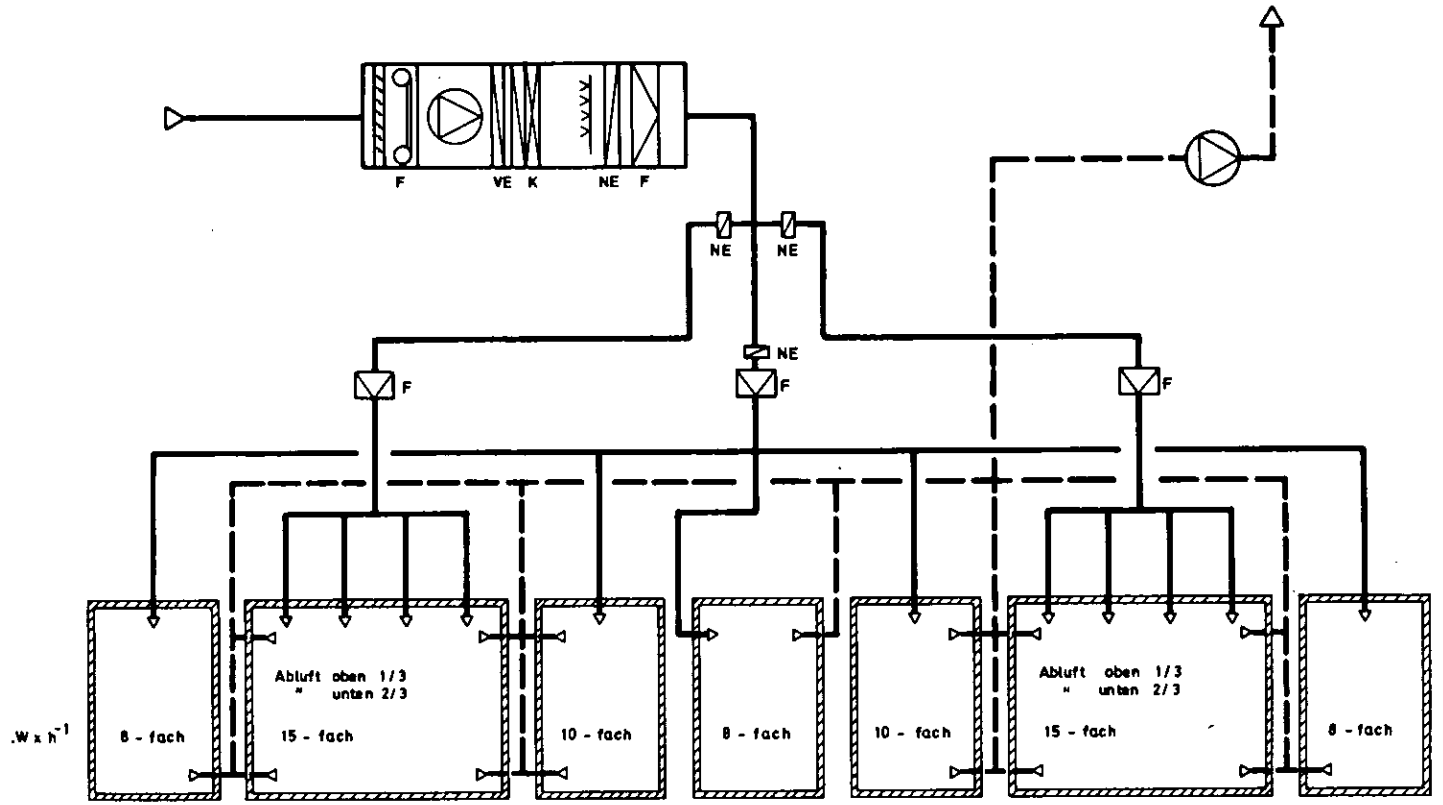 F VE K NE F
NE NE
NE
F F F
Abluft oben 1/3
" unten 2/3
Abluft oben 1/3
" unten 2/3
.W x h⁻¹ 8 - fach 15 - fach 10 - fach 8 - fach 10 - fach 15 - fach 8 - fach